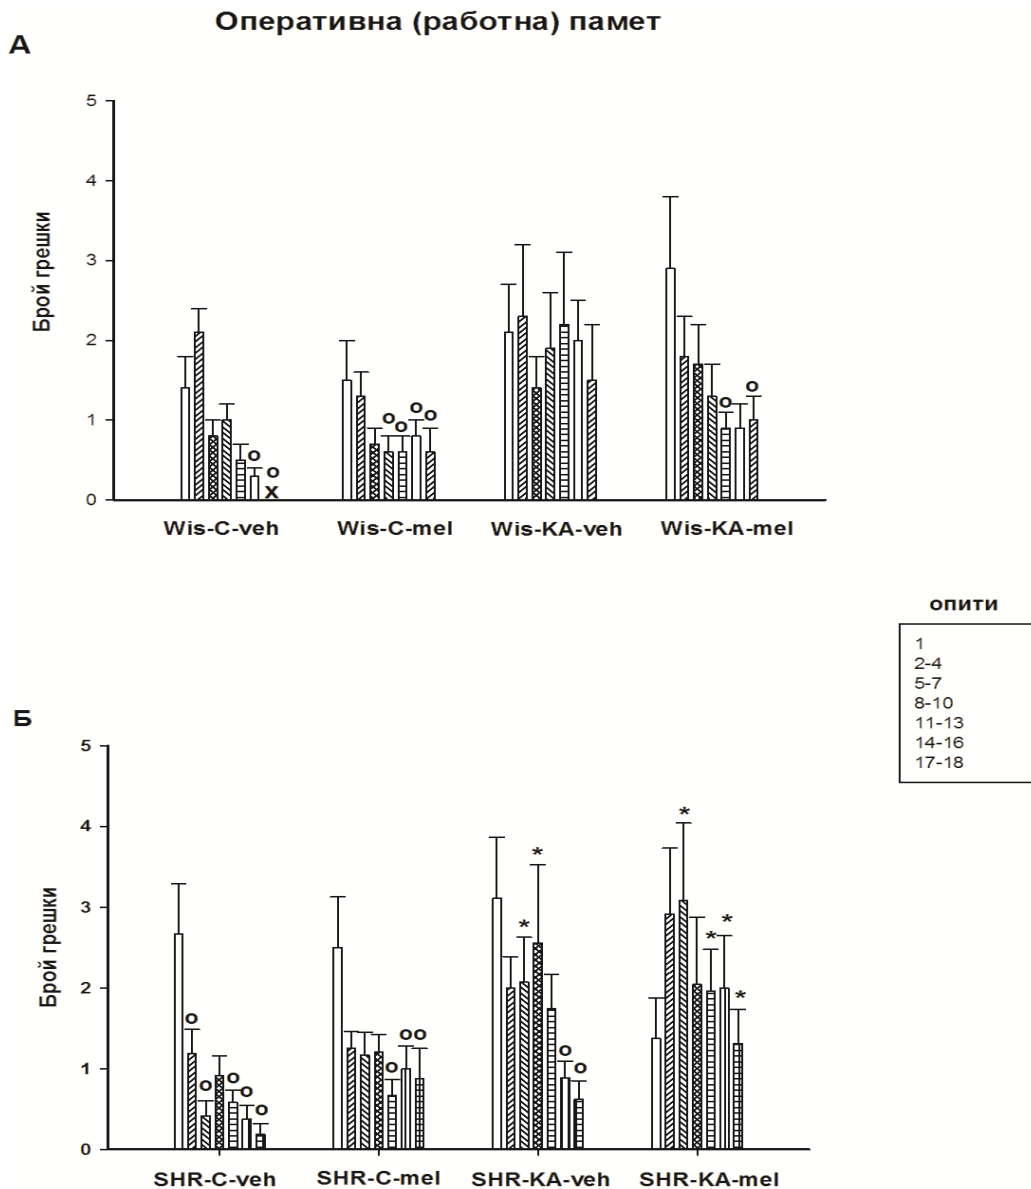 Оперативна (работна) памет
А
5
4
3
2
1
0
Брой грешки
o
o
x
o
o
o
o
o
o
Wis-C-veh
Wis-C-mel
Wis-KA-veh
Wis-KA-mel
опити
1
2-4
5-7
8-10
11-13
14-16
17-18
Б
5
4
3
2
1
0
Брой грешки
o
o
o
o
o
o
oo
*
*
o
o
*
*
*
*
SHR-C-veh
SHR-C-mel
SHR-KA-veh
SHR-KA-mel